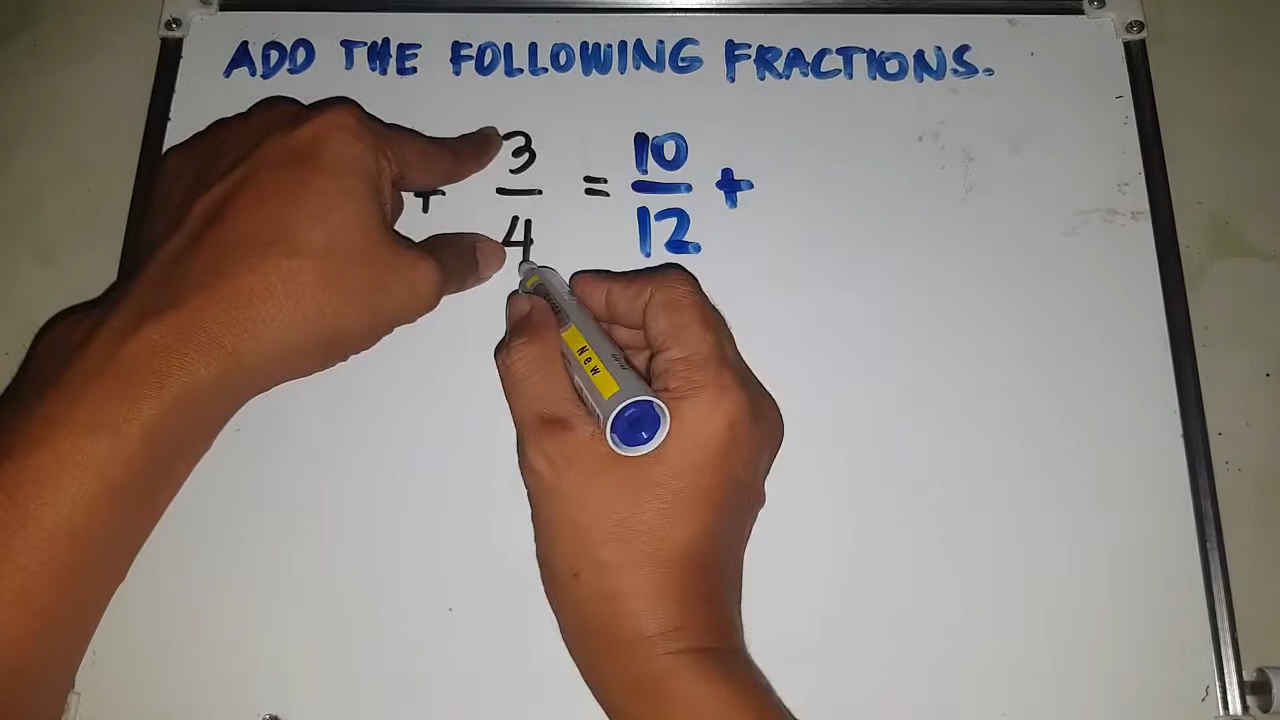 ADD THE FOLLOWING FRACTIONS.
+ 3/4 = 10/12 +
New